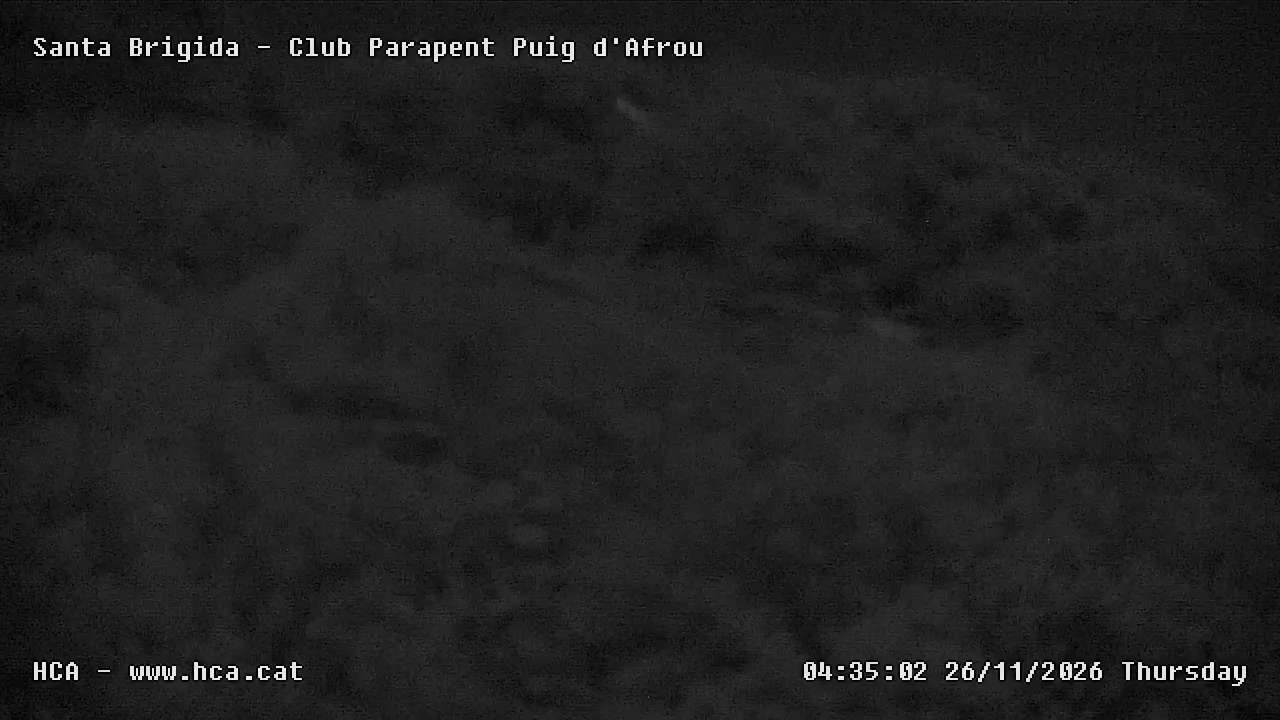 Santa Brigida - Club Parapent Puig d'Afrou
HCA - www.hca.cat
04:35:02 26/11/2026 Thursday